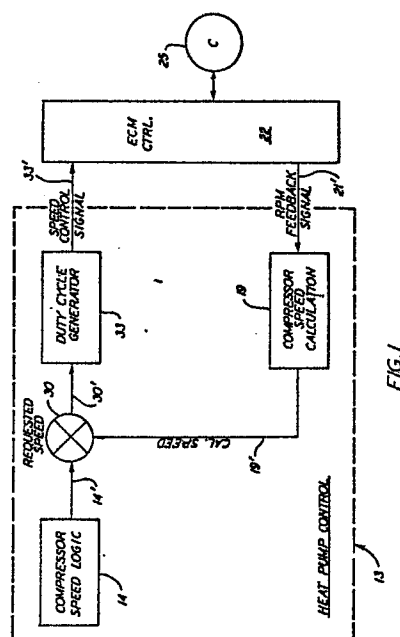 COMPRESSOR
SPEED LOGIC
14
14'
REQUESTED
SPEED
30
30'
DUTY CYCLE
GENERATOR
33
SPEED
CONTROL
SIGNAL
33'
ECM
CTRL.
22
25
C
RPM
FEEDBACK
SIGNAL
21'
COMPRESSOR
SPEED
CALCULATION
19
CAL. SPEED
19'
HEAT PUMP CONTROL
13
FIG.1